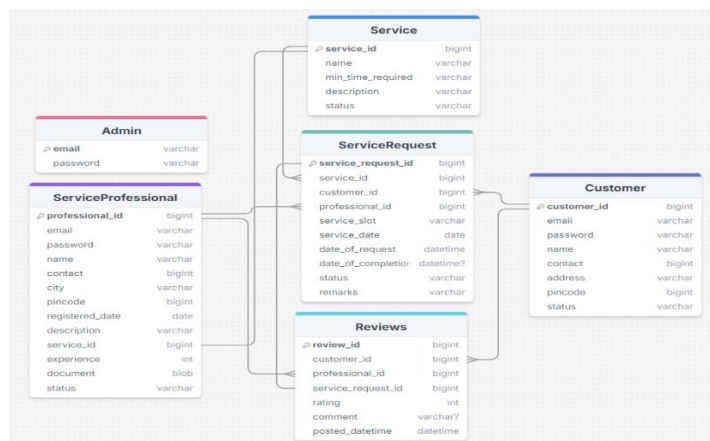 Service
service_id bigint
name varchar
min_time_required varchar
description varchar
status varchar
Admin
email varchar
password varchar
ServiceRequest
service_request_id bigint
service_id bigint
customer_id bigint
professional_id bigint
service_slot varchar
service_date date
date_of_request datetime
date_of_completion datetime?
status varchar
remarks varchar
ServiceProfessional
professional_id bigint
email varchar
password varchar
name varchar
contact bigint
city varchar
pincode bigint
registered_date date
description varchar
service_id bigint
experience int
document blob
status varchar
Customer
customer_id bigint
email varchar
password varchar
name varchar
contact bigint
address varchar
pincode bigint
status varchar
Reviews
review_id bigint
customer_id bigint
professional_id bigint
service_request_id bigint
rating int
comment varchar?
posted_datetime datetime